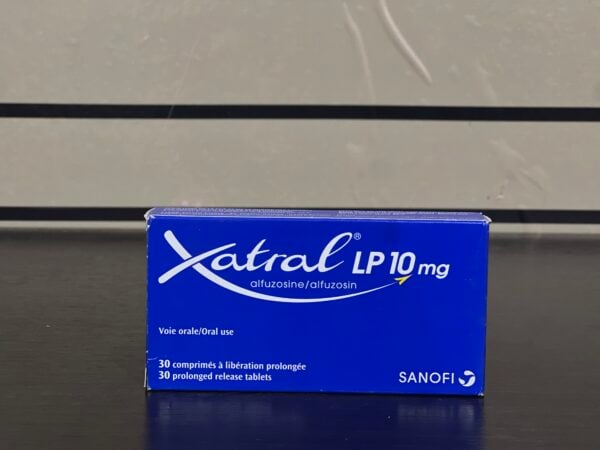 Xatral® LP 10 mg
alfuzosine/alfuzosin
Voie orale/Oral use
30 comprimés à libération prolongée
30 prolonged release tablets
SANOFI